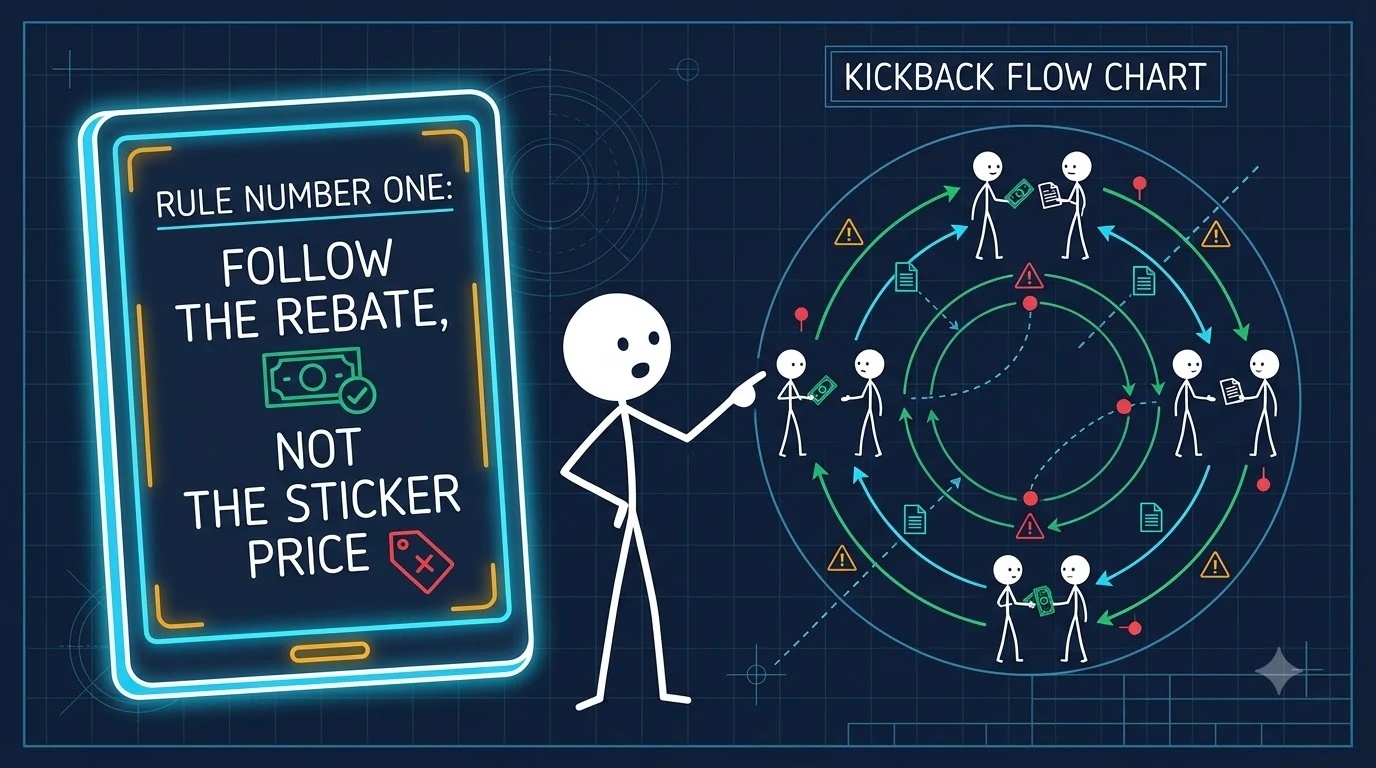 RULE NUMBER ONE:
FOLLOW
THE REBATE,
NOT
THE STICKER
PRICE
KICKBACK FLOW CHART